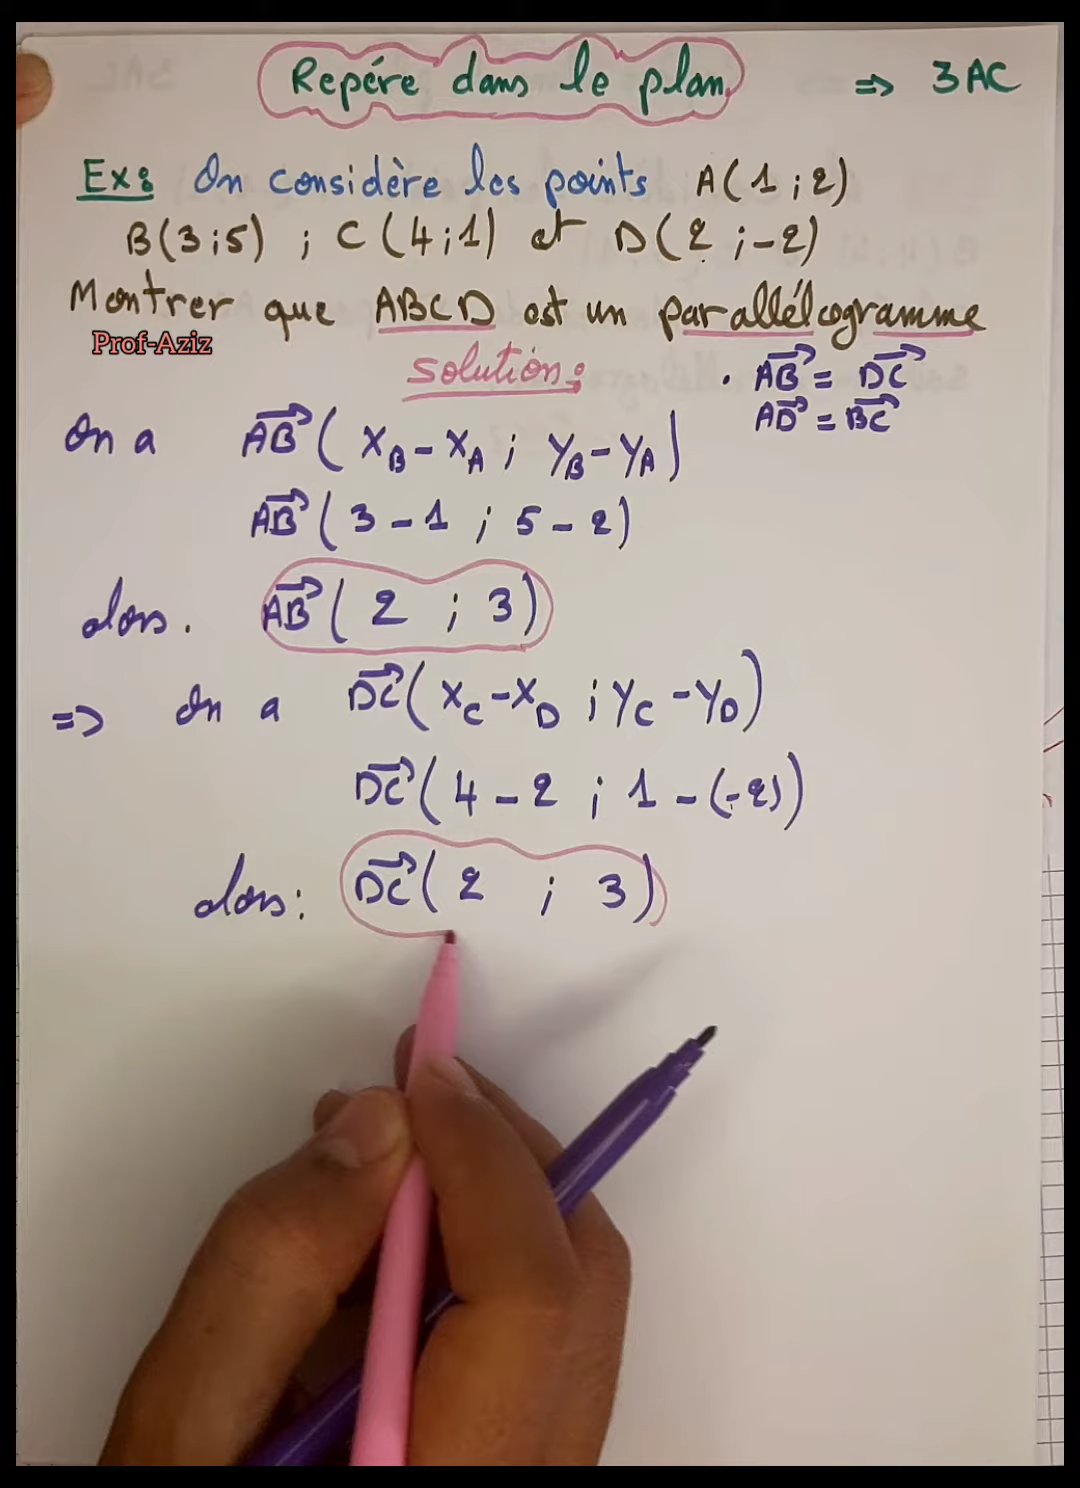 Repére dans le plan => 3AC
Ex: On considère les points A(1;2)
B(3;5) ; C(4;1) et D(2;-2)
Montrer que ABCD est un parallélogramme
Prof-Aziz
Solution:
. AB→ = DC→
AD→ = BC→
On a AB→(xB-xA ; yB-yA)
AB→(3-1 ; 5-2)
alors. AB→(2 ; 3)
=> On a DC→(xC-xD ; yC-yD)
DC→(4-2 ; 1-(-2))
alors: DC→(2 ; 3)